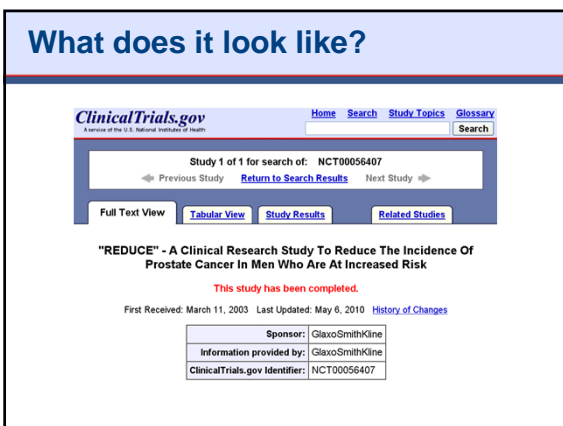 What does it look like?
ClinicalTrials.gov
A service of the U.S. National Institutes of Health
Home Search Study Topics Glossary
Search
Study 1 of 1 for search of: NCT00056407
Previous Study Return to Search Results Next Study
Full Text View Tabular View Study Results Related Studies
"REDUCE" - A Clinical Research Study To Reduce The Incidence Of
Prostate Cancer In Men Who Are At Increased Risk
This study has been completed.
First Received: March 11, 2003 Last Updated: May 6, 2010 History of Changes
Sponsor: GlaxoSmithKline
Information provided by: GlaxoSmithKline
ClinicalTrials.gov Identifier: NCT00056407